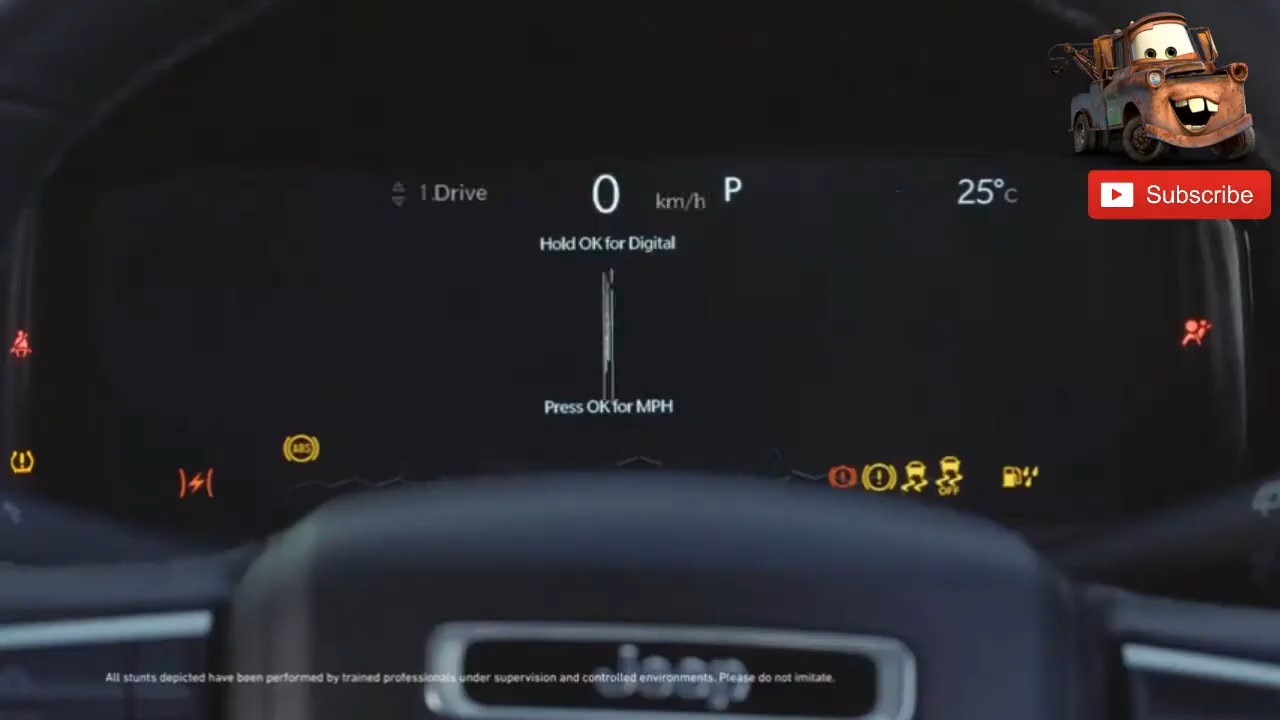 1.Drive
0 km/h P
25°C
Hold OK for Digital
Press OK for MPH
ABS
OFF
Subscribe
Jeep
All stunts depicted have been performed by trained professionals under supervision and controlled environments. Please do not imitate.